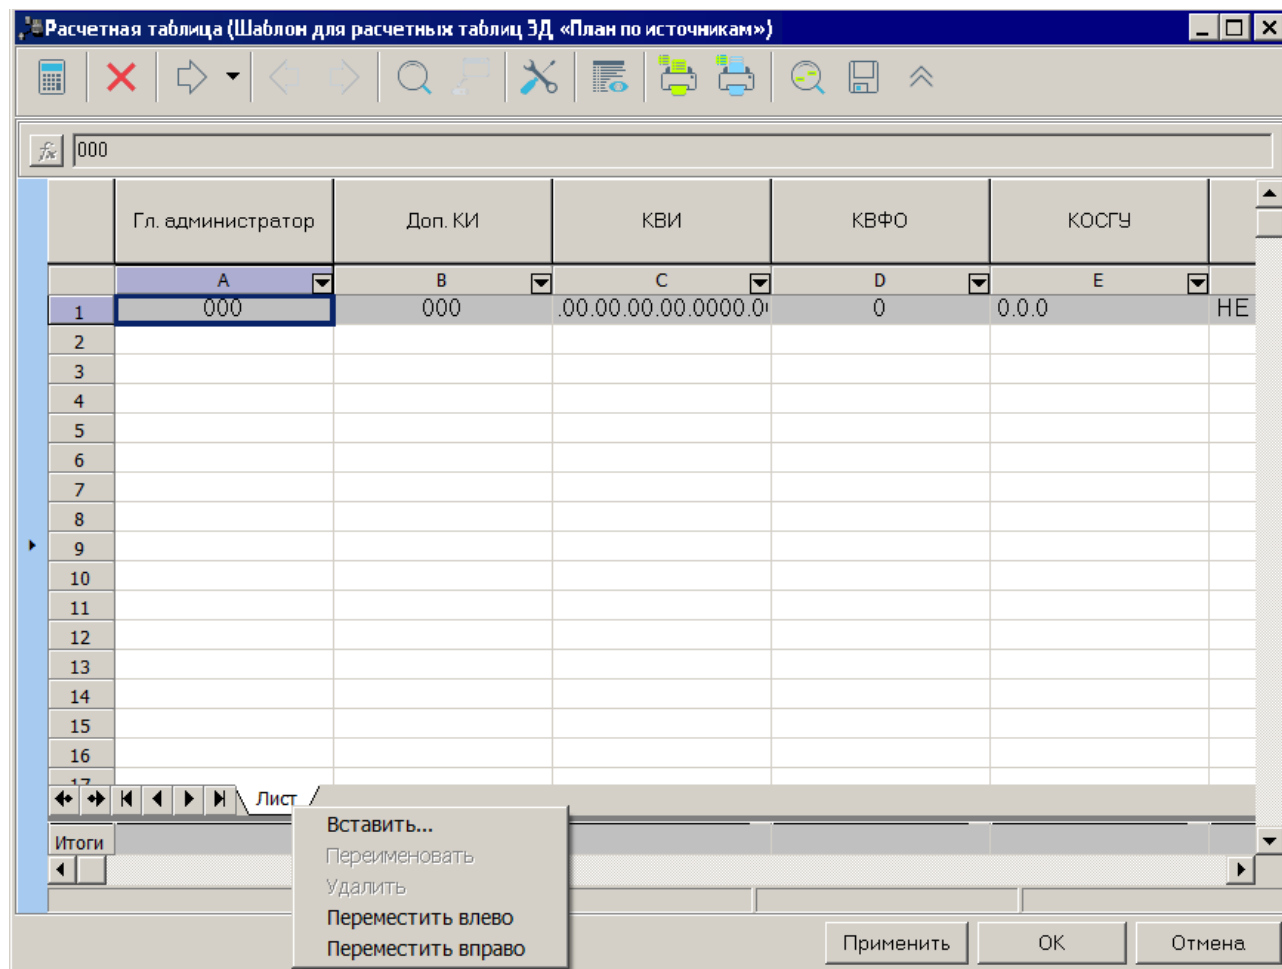 Расчетная таблица (Шаблон для расчетных таблиц ЭД «План по источникам»)
fx 000
Гл. администратор Доп. КИ КВИ КВФО КОСГУ
A B C D E
1 000 000 .00.00.00.00.0000.0 0 0.0.0 НЕ
2
3
4
5
6
7
8
9
10
11
12
13
14
15
16
17
Лист
Вставить...
Итоги
Переименовать
Удалить
Переместить влево
Переместить вправо
Применить OK Отмена